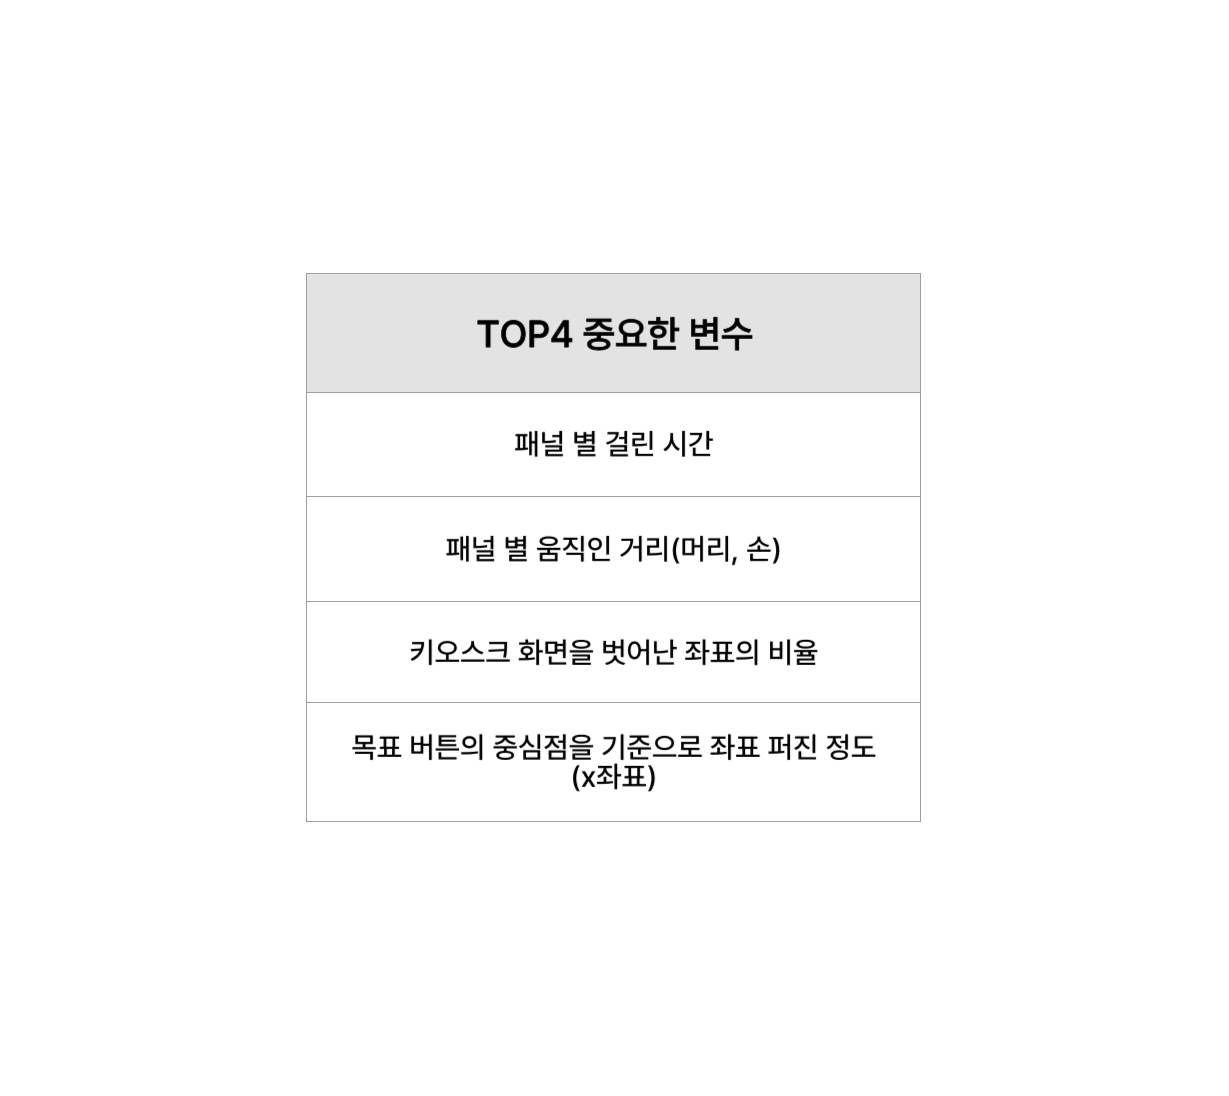 TOP4 중요한 변수
패널 별 걸린 시간
패널 별 움직인 거리(머리, 손)
키오스크 화면을 벗어난 좌표의 비율
목표 버튼의 중심점을 기준으로 좌표 퍼진 정도
(x좌표)